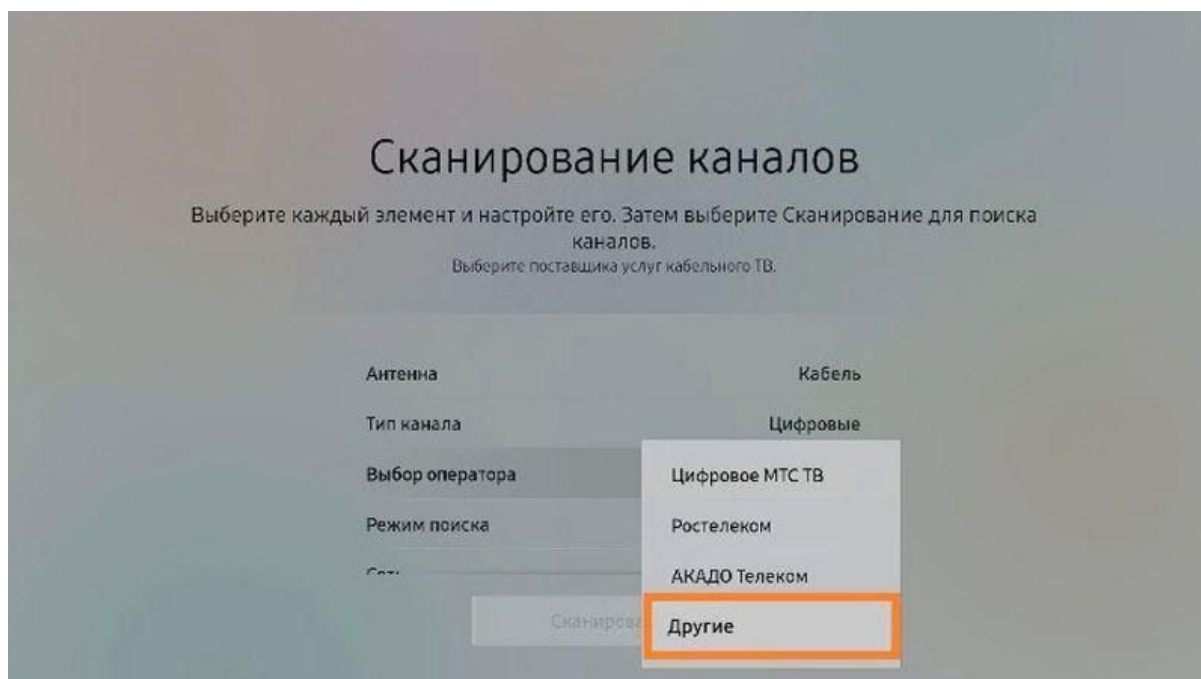 Сканирование каналов
Выберите каждый элемент и настройте его. Затем выберите Сканирование для поиска
каналов.
Выберите поставщика услуг кабельного ТВ.
Антенна Кабель
Тип канала Цифровые
Выбор оператора Цифровое МТС ТВ
Режим поиска Ростелеком
АКАДО Телеком
Другие